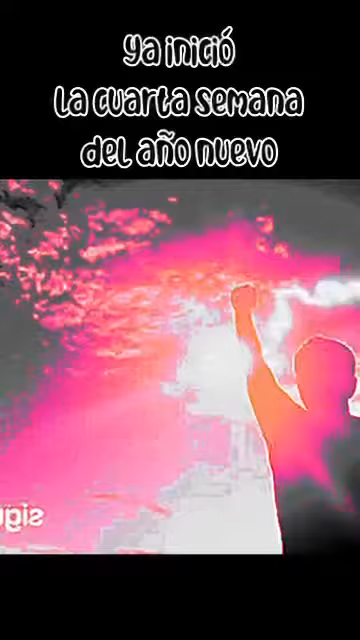 ya inició
la cuarta semana
del año nuevo